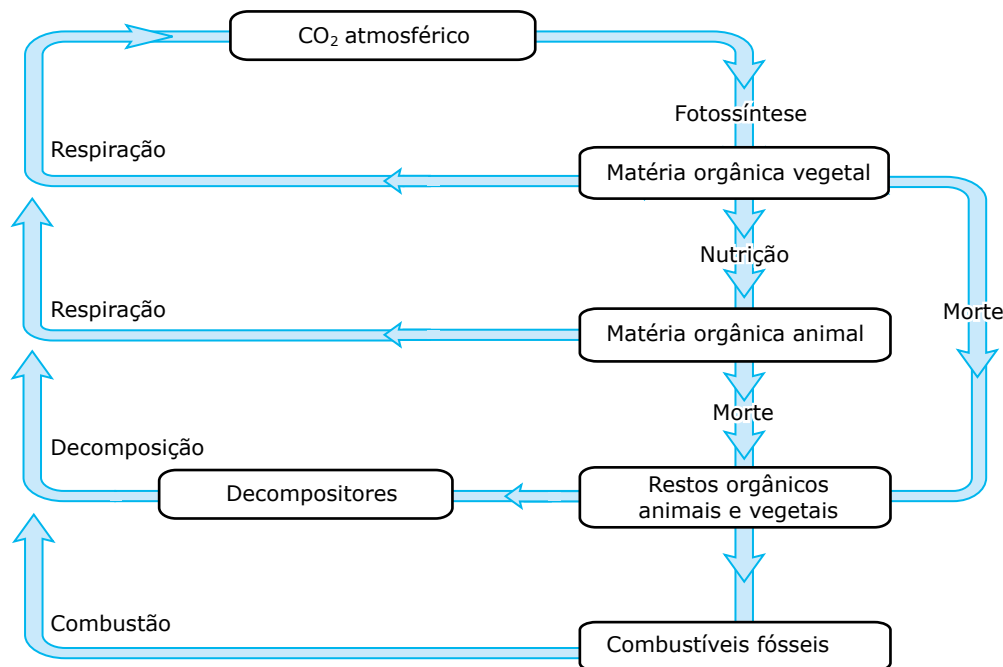 CO₂ atmosférico
Fotossíntese
Respiração
Matéria orgânica vegetal
Nutrição
Respiração
Morte
Matéria orgânica animal
Morte
Decomposição
Decompositores
Restos orgânicos
animais e vegetais
Combustão
Combustíveis fósseis